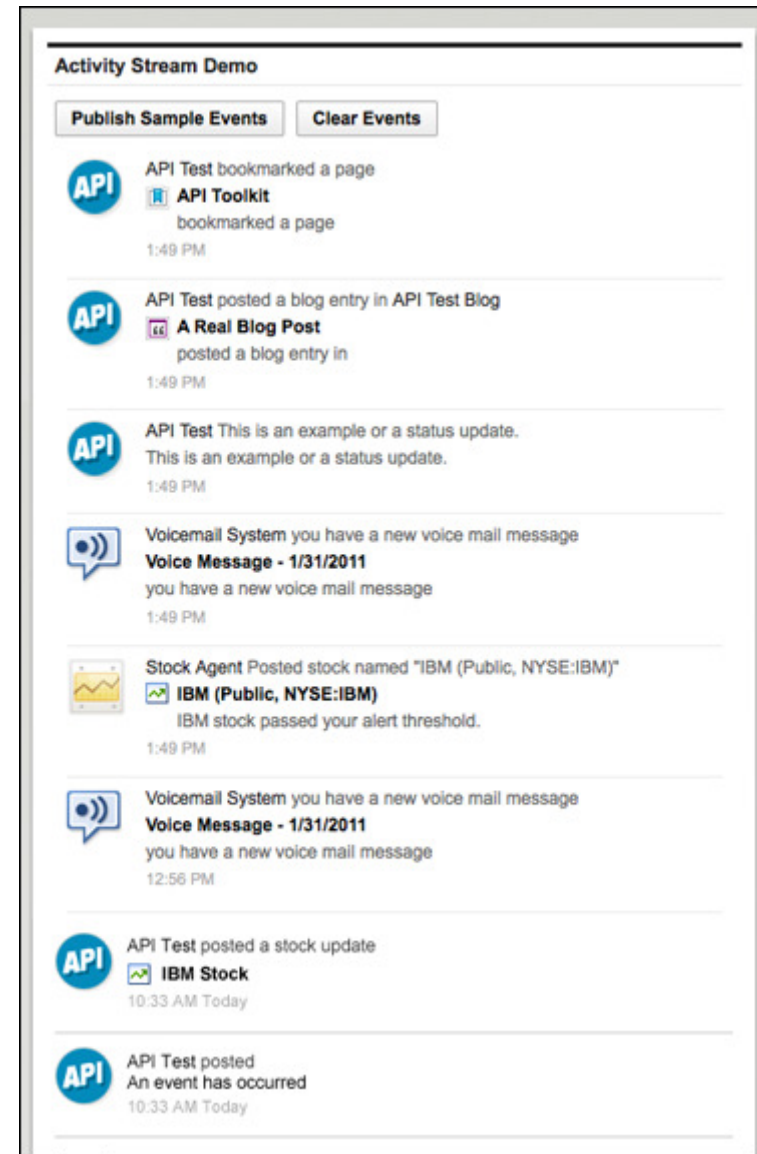 Activity Stream Demo
Publish Sample Events Clear Events
API API Test bookmarked a page
API Toolkit
bookmarked a page
1:49 PM
API API Test posted a blog entry in API Test Blog
A Real Blog Post
posted a blog entry in
1:49 PM
API API Test This is an example or a status update.
This is an example or a status update.
1:49 PM
Voicemail System you have a new voice mail message
Voice Message - 1/31/2011
you have a new voice mail message
1:49 PM
Stock Agent Posted stock named "IBM (Public, NYSE:IBM)"
IBM (Public, NYSE:IBM)
IBM stock passed your alert threshold.
1:49 PM
Voicemail System you have a new voice mail message
Voice Message - 1/31/2011
you have a new voice mail message
12:56 PM
API API Test posted a stock update
IBM Stock
10:33 AM Today
API API Test posted
An event has occurred
10:33 AM Today